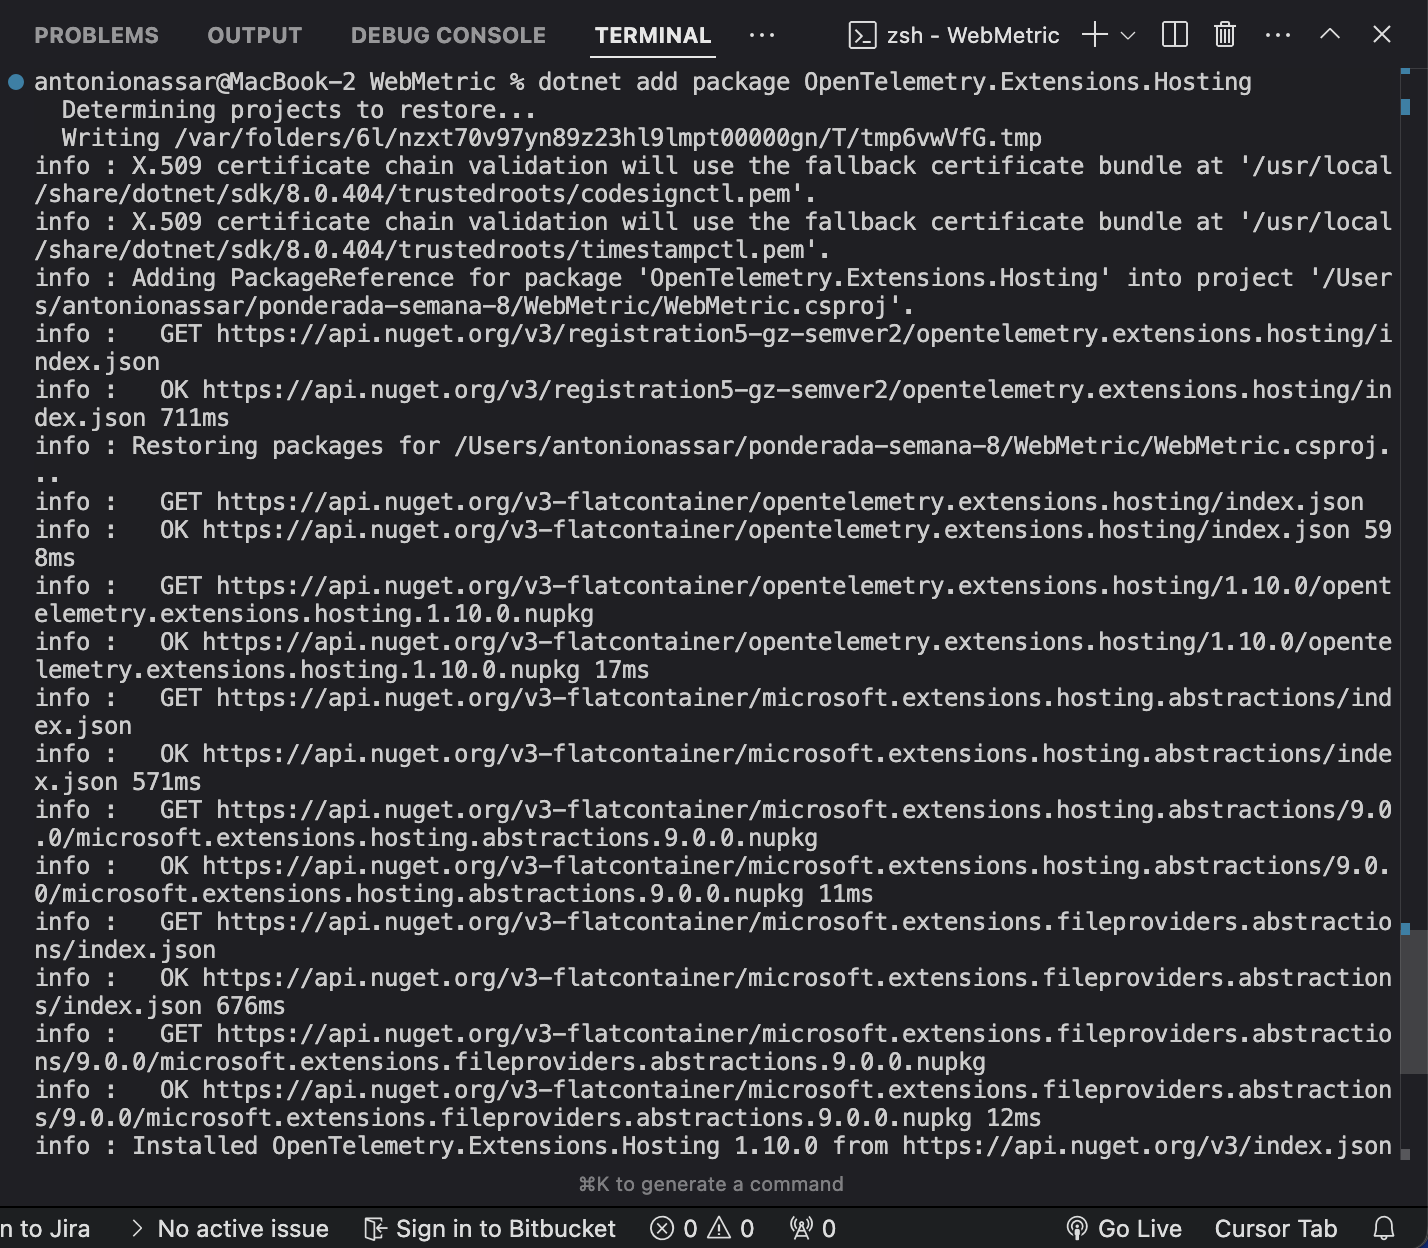 PROBLEMS OUTPUT DEBUG CONSOLE TERMINAL ··· zsh - WebMetric ···
antonionassar@MacBook-2 WebMetric % dotnet add package OpenTelemetry.Extensions.Hosting
  Determining projects to restore...
  Writing /var/folders/6l/nzxt70v97yn89z23hl9lmpt00000gn/T/tmp6vwVfG.tmp
info : X.509 certificate chain validation will use the fallback certificate bundle at '/usr/local
/share/dotnet/sdk/8.0.404/trustedroots/codesignctl.pem'.
info : X.509 certificate chain validation will use the fallback certificate bundle at '/usr/local
/share/dotnet/sdk/8.0.404/trustedroots/timestampctl.pem'.
info : Adding PackageReference for package 'OpenTelemetry.Extensions.Hosting' into project '/User
s/antonionassar/ponderada-semana-8/WebMetric/WebMetric.csproj'.
info :   GET https://api.nuget.org/v3/registration5-gz-semver2/opentelemetry.extensions.hosting/i
ndex.json
info :   OK https://api.nuget.org/v3/registration5-gz-semver2/opentelemetry.extensions.hosting/in
dex.json 711ms
info : Restoring packages for /Users/antonionassar/ponderada-semana-8/WebMetric/WebMetric.csproj.
..
info :   GET https://api.nuget.org/v3-flatcontainer/opentelemetry.extensions.hosting/index.json
info :   OK https://api.nuget.org/v3-flatcontainer/opentelemetry.extensions.hosting/index.json 59
8ms
info :   GET https://api.nuget.org/v3-flatcontainer/opentelemetry.extensions.hosting/1.10.0/opent
elemetry.extensions.hosting.1.10.0.nupkg
info :   OK https://api.nuget.org/v3-flatcontainer/opentelemetry.extensions.hosting/1.10.0/opente
lemetry.extensions.hosting.1.10.0.nupkg 17ms
info :   GET https://api.nuget.org/v3-flatcontainer/microsoft.extensions.hosting.abstractions/ind
ex.json
info :   OK https://api.nuget.org/v3-flatcontainer/microsoft.extensions.hosting.abstractions/inde
x.json 571ms
info :   GET https://api.nuget.org/v3-flatcontainer/microsoft.extensions.hosting.abstractions/9.0
.0/microsoft.extensions.hosting.abstractions.9.0.0.nupkg
info :   OK https://api.nuget.org/v3-flatcontainer/microsoft.extensions.hosting.abstractions/9.0.
0/microsoft.extensions.hosting.abstractions.9.0.0.nupkg 11ms
info :   GET https://api.nuget.org/v3-flatcontainer/microsoft.extensions.fileproviders.abstractio
ns/index.json
info :   OK https://api.nuget.org/v3-flatcontainer/microsoft.extensions.fileproviders.abstraction
s/index.json 676ms
info :   GET https://api.nuget.org/v3-flatcontainer/microsoft.extensions.fileproviders.abstractio
ns/9.0.0/microsoft.extensions.fileproviders.abstractions.9.0.0.nupkg
info :   OK https://api.nuget.org/v3-flatcontainer/microsoft.extensions.fileproviders.abstraction
s/9.0.0/microsoft.extensions.fileproviders.abstractions.9.0.0.nupkg 12ms
info : Installed OpenTelemetry.Extensions.Hosting 1.10.0 from https://api.nuget.org/v3/index.json
⌘K to generate a command
n to Jira > No active issue Sign in to Bitbucket 0 0 0 Go Live Cursor Tab